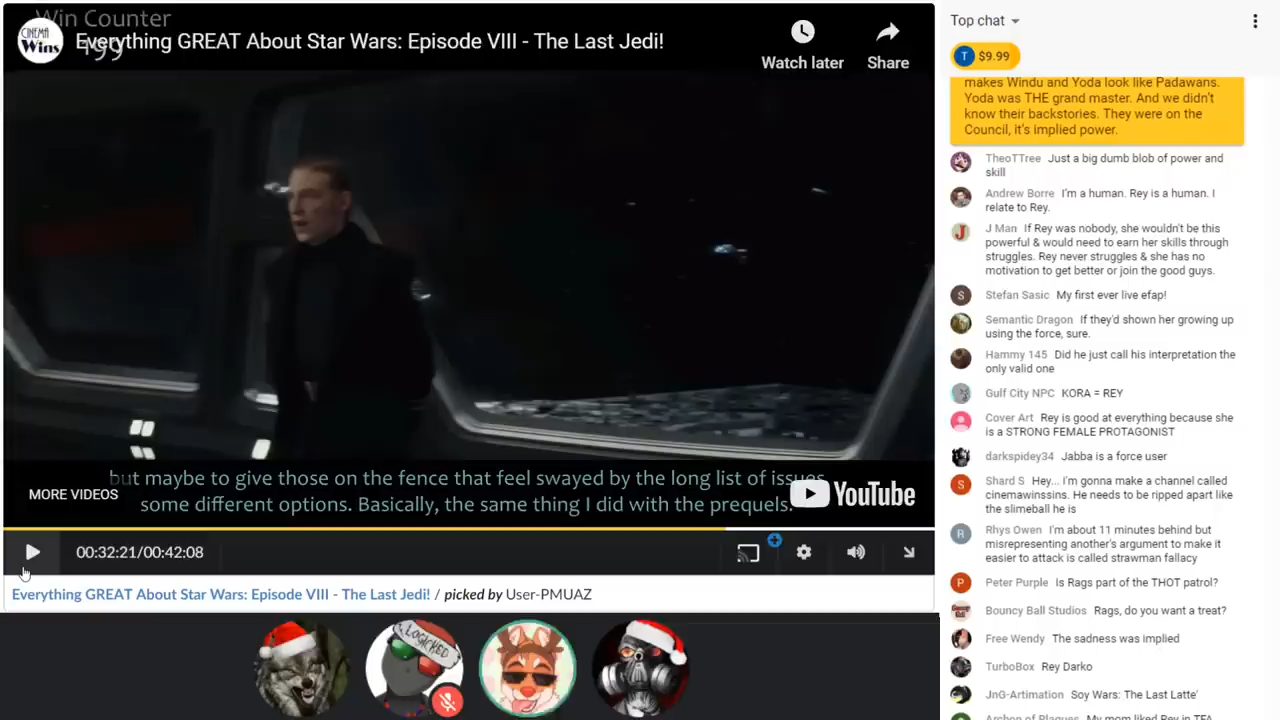 Win Counter
199
CINEMA
Wins
Everything GREAT About Star Wars: Episode VIII - The Last Jedi!
Watch later
Share
but maybe to give those on the fence that feel swayed by the long list of issues
some different options. Basically, the same thing I did with the prequels.
MORE VIDEOS
YouTube
00:32:21/00:42:08
Everything GREAT About Star Wars: Episode VIII - The Last Jedi! / picked by User-PMUAZ
LOGICKED
Top chat
T $9.99
makes Windu and Yoda look like Padawans.
Yoda was THE grand master. And we didn't
know their backstories. They were on the
Council, it's implied power.
TheoTTree Just a big dumb blob of power and
skill
Andrew Borre I'm a human. Rey is a human. I
relate to Rey.
J Man If Rey was nobody, she wouldn't be this
powerful & would need to earn her skills through
struggles. Rey never struggles & she has no
motivation to get better or join the good guys.
S Stefan Sasic My first ever live efap!
Semantic Dragon If they'd shown her growing up
using the force, sure.
Hammy 145 Did he just call his interpretation the
only valid one
Gulf City NPC KORA = REY
Cover Art Rey is good at everything because she
is a STRONG FEMALE PROTAGONIST
darkspidey34 Jabba is a force user
S Shard S Hey... I'm gonna make a channel called
cinemawinssins. He needs to be ripped apart like
the slimeball he is
R Rhys Owen I'm about 11 minutes behind but
misrepresenting another's argument to make it
easier to attack is called strawman fallacy
P Peter Purple Is Rags part of the THOT patrol?
Bouncy Ball Studios Rags, do you want a treat?
Free Wendy The sadness was implied
TurboBox Rey Darko
JnG-Artimation Soy Wars: The Last Latte'
Archon of Plagues My mom liked Rey in TFA